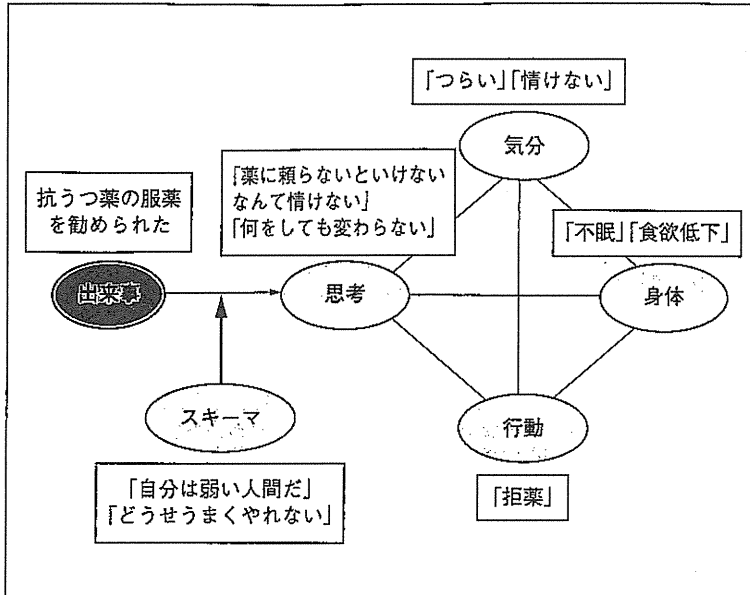 「つらい」「情けない」
気分
「薬に頼らないといけない
なんて情けない」
「何をしても変わらない」
抗うつ薬の服薬
を勧められた
「不眠」「食欲低下」
出来事
思考
身体
スキーマ
行動
「自分は弱い人間だ」
「どうせうまくやれない」
「拒薬」